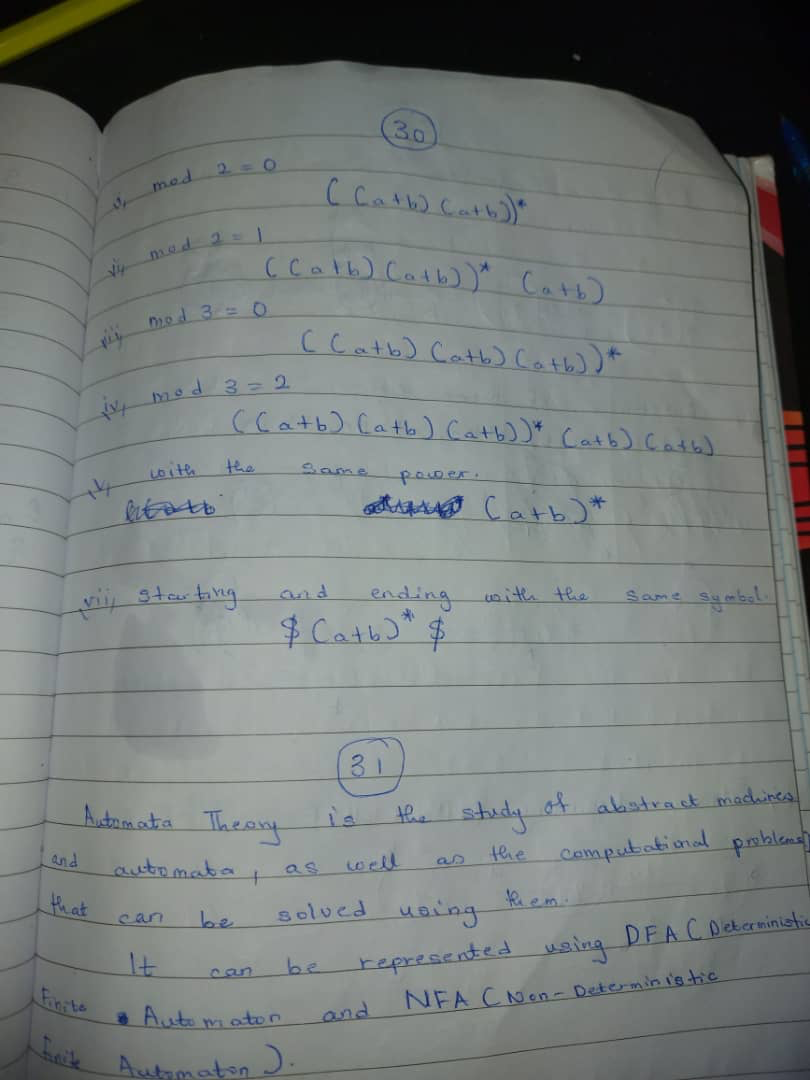 30
i, mod 2 = 0
((a+b)(a+b))*
ii, mod 2 = 1
((a+b)(a+b))* (a+b)
iii, mod 3 = 0
((a+b)(a+b)(a+b))*
iv, mod 3 = 2
((a+b)(a+b)(a+b))* (a+b)(a+b)
v, with the same power.
(a+b)*
vii, starting and ending with the same symbol.
$(a+b)*$
31
Automata Theory is the study of abstract machines
and automata, as well as the computational problems
that can be solved using them.
It can be represented using DFA (Deterministic
Finite Automaton and NFA (Non-Deterministic
Finite Automaton).